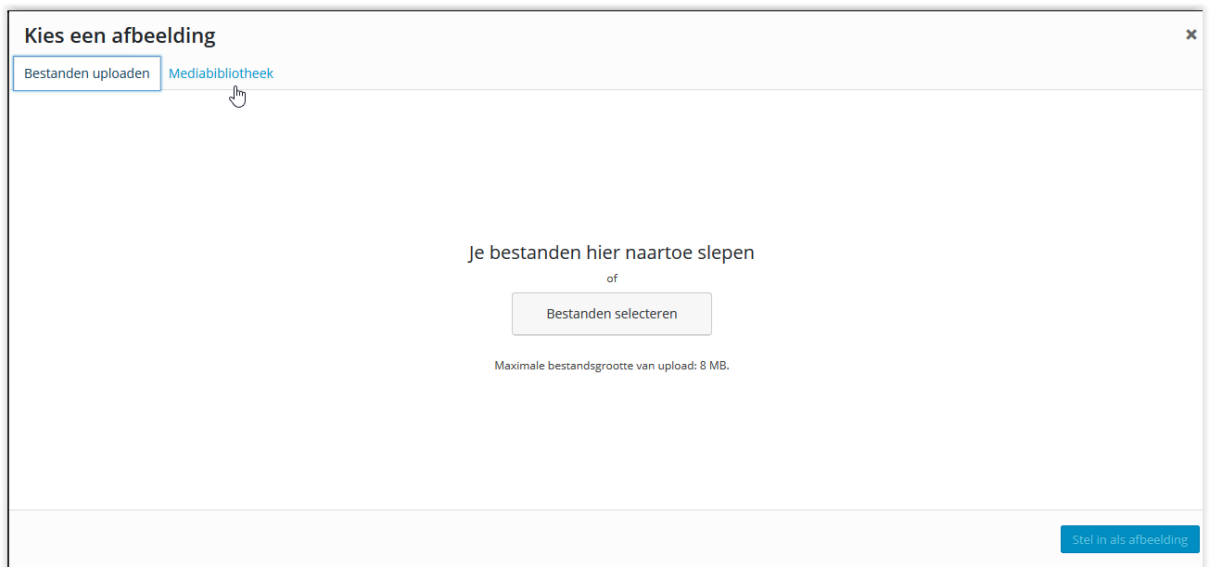 Kies een afbeelding
Bestanden uploaden Mediabibliotheek
Je bestanden hier naartoe slepen
of
Bestanden selecteren
Maximale bestandsgrootte van upload: 8 MB.
Stel in als afbeelding